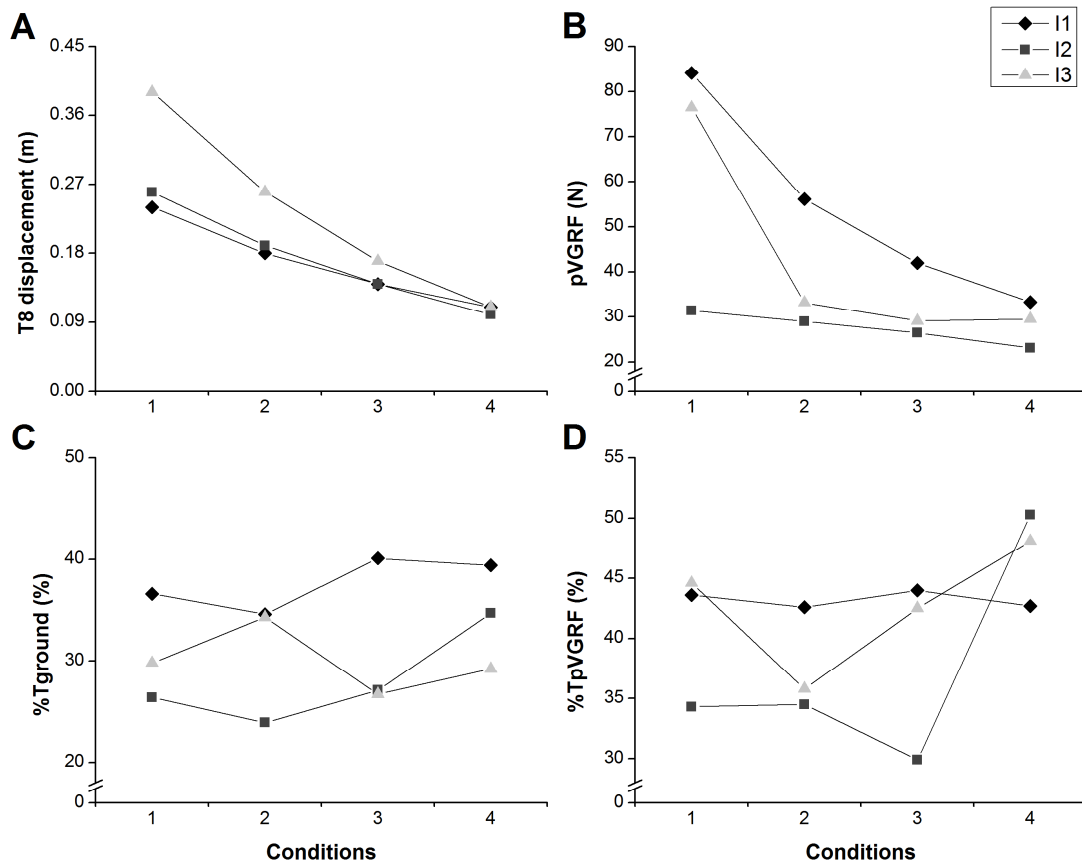 A
B
I1
I2
I3
T8 displacement (m)
0.45
0.36
0.27
0.18
0.09
0.00
1 2 3 4
pVGRF (N)
90
80
70
60
50
40
30
20
0
1 2 3 4
C
D
%Tground (%)
50
40
30
20
0
1 2 3 4
Conditions
%TpVGRF (%)
55
50
45
40
35
30
0
1 2 3 4
Conditions